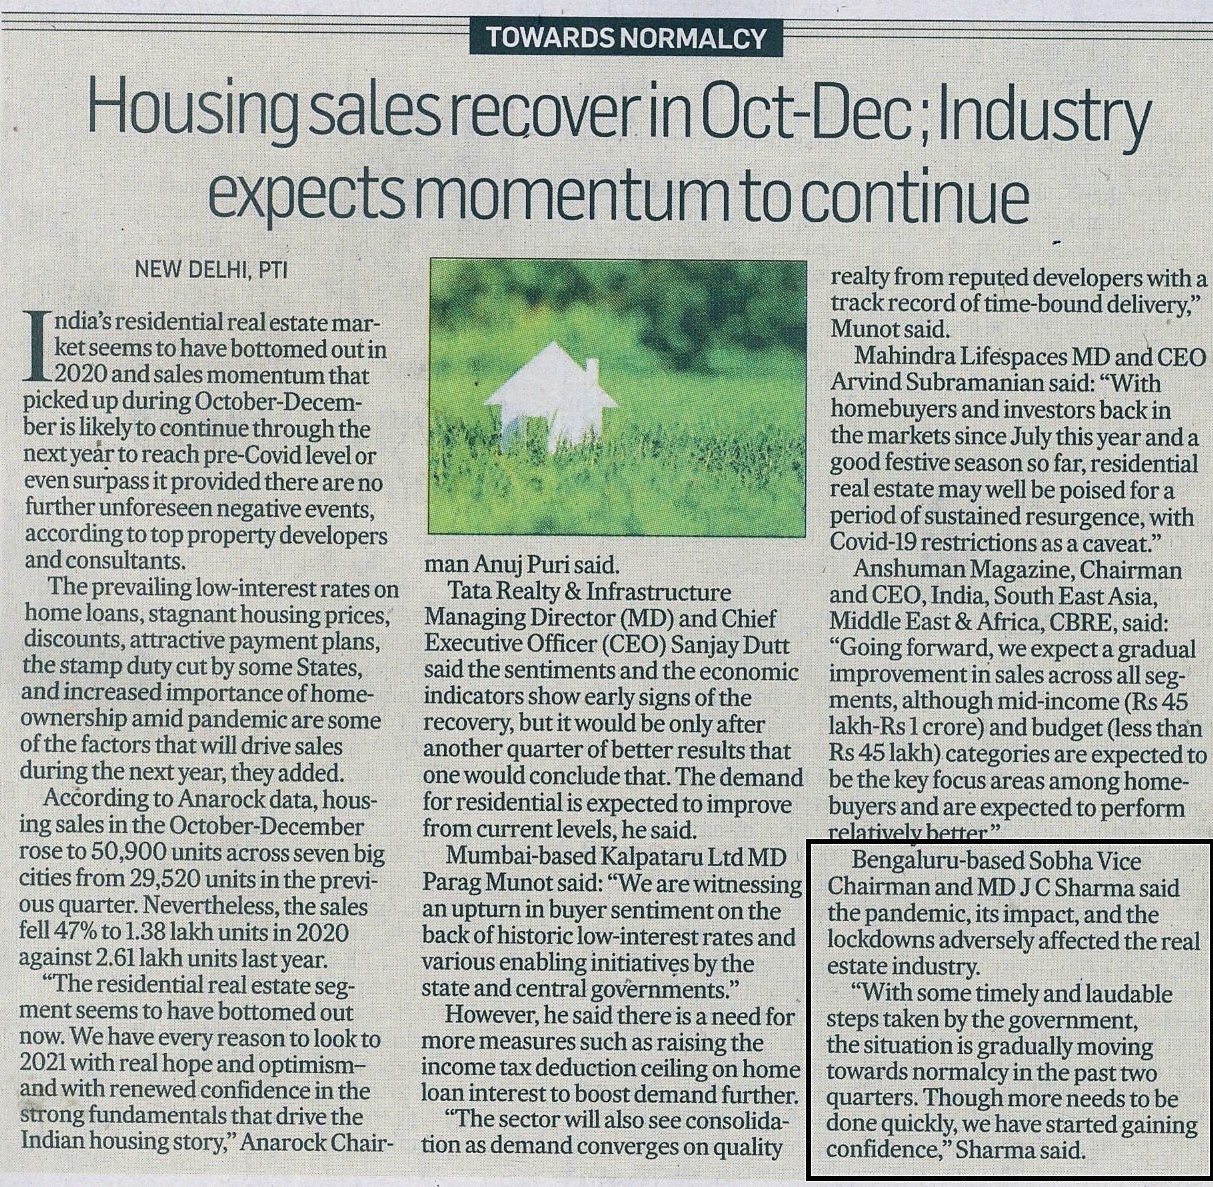 TOWARDS NORMALCY
Housing sales recover in Oct-Dec; Industry
expects momentum to continue
NEW DELHI, PTI
India's residential real estate mar-
ket seems to have bottomed out in
2020 and sales momentum that
picked up during October-Decem-
ber is likely to continue through the
next year to reach pre-Covid level or
even surpass it provided there are no
further unforeseen negative events,
according to top property developers
and consultants.
The prevailing low-interest rates on
home loans, stagnant housing prices,
discounts, attractive payment plans,
the stamp duty cut by some States,
and increased importance of home-
ownership amid pandemic are some
of the factors that will drive sales
during the next year, they added.
According to Anarock data, hous-
ing sales in the October-December
rose to 50,900 units across seven big
cities from 29,520 units in the previ-
ous quarter. Nevertheless, the sales
fell 47% to 1.38 lakh units in 2020
against 2.61 lakh units last year.
"The residential real estate seg-
ment seems to have bottomed out
now. We have every reason to look to
2021 with real hope and optimism–
and with renewed confidence in the
strong fundamentals that drive the
Indian housing story," Anarock Chair-
man Anuj Puri said.
Tata Realty & Infrastructure
Managing Director (MD) and Chief
Executive Officer (CEO) Sanjay Dutt
said the sentiments and the economic
indicators show early signs of the
recovery, but it would be only after
another quarter of better results that
one would conclude that. The demand
for residential is expected to improve
from current levels, he said.
Mumbai-based Kalpataru Ltd MD
Parag Munot said: "We are witnessing
an upturn in buyer sentiment on the
back of historic low-interest rates and
various enabling initiatives by the
state and central governments."
However, he said there is a need for
more measures such as raising the
income tax deduction ceiling on home
loan interest to boost demand further.
"The sector will also see consolida-
tion as demand converges on quality
realty from reputed developers with a
track record of time-bound delivery,"
Munot said.
Mahindra Lifespaces MD and CEO
Arvind Subramanian said: "With
homebuyers and investors back in
the markets since July this year and a
good festive season so far, residential
real estate may well be poised for a
period of sustained resurgence, with
Covid-19 restrictions as a caveat."
Anshuman Magazine, Chairman
and CEO, India, South East Asia,
Middle East & Africa, CBRE, said:
"Going forward, we expect a gradual
improvement in sales across all seg-
ments, although mid-income (Rs 45
lakh-Rs 1 crore) and budget (less than
Rs 45 lakh) categories are expected to
be the key focus areas among home-
buyers and are expected to perform
relatively better"
Bengaluru-based Sobha Vice
Chairman and MD J C Sharma said
the pandemic, its impact, and the
lockdowns adversely affected the real
estate industry.
"With some timely and laudable
steps taken by the government,
the situation is gradually moving
towards normalcy in the past two
quarters. Though more needs to be
done quickly, we have started gaining
confidence," Sharma said.